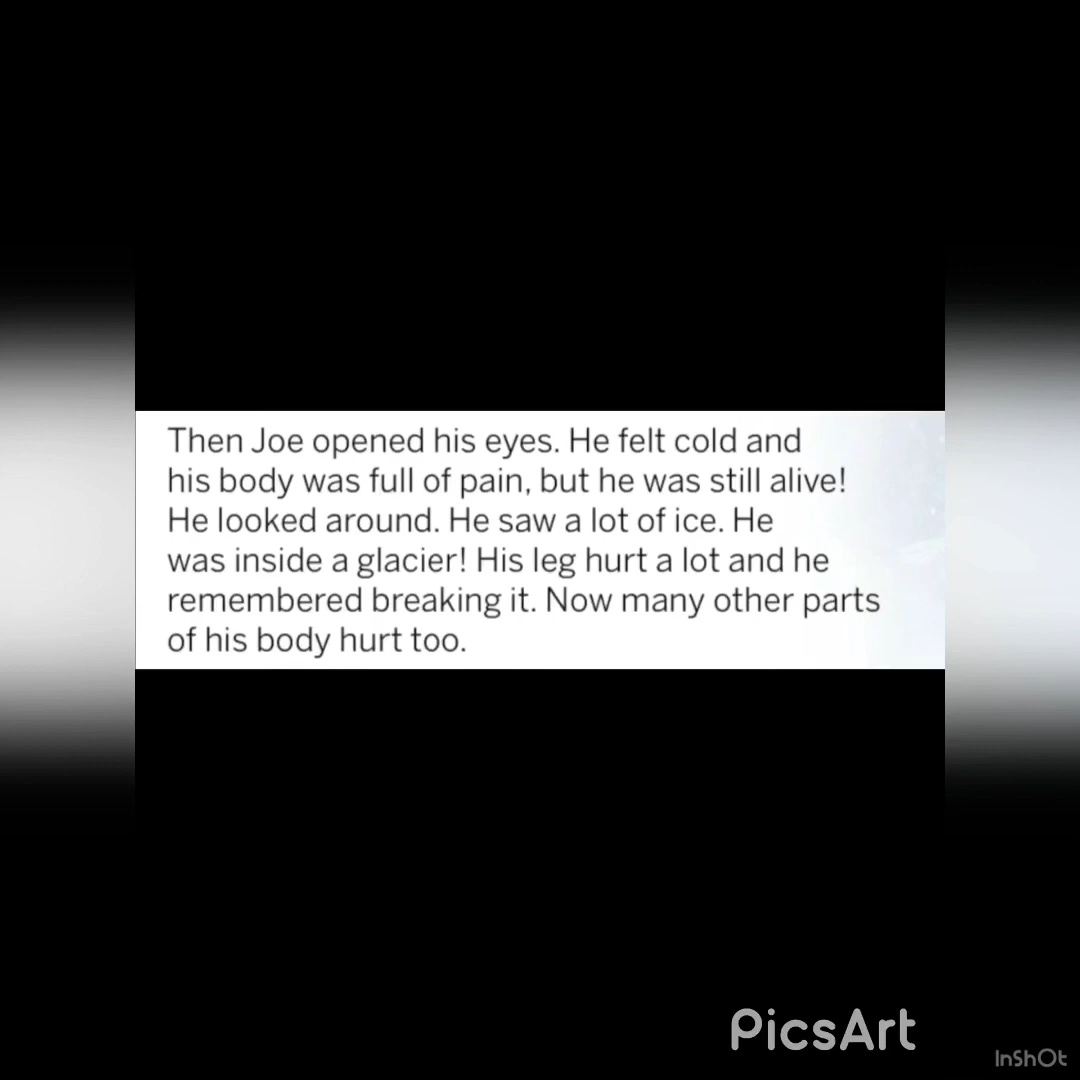 Then Joe opened his eyes. He felt cold and
his body was full of pain, but he was still alive!
He looked around. He saw a lot of ice. He
was inside a glacier! His leg hurt a lot and he
remembered breaking it. Now many other parts
of his body hurt too.
PicsArt
InShOt